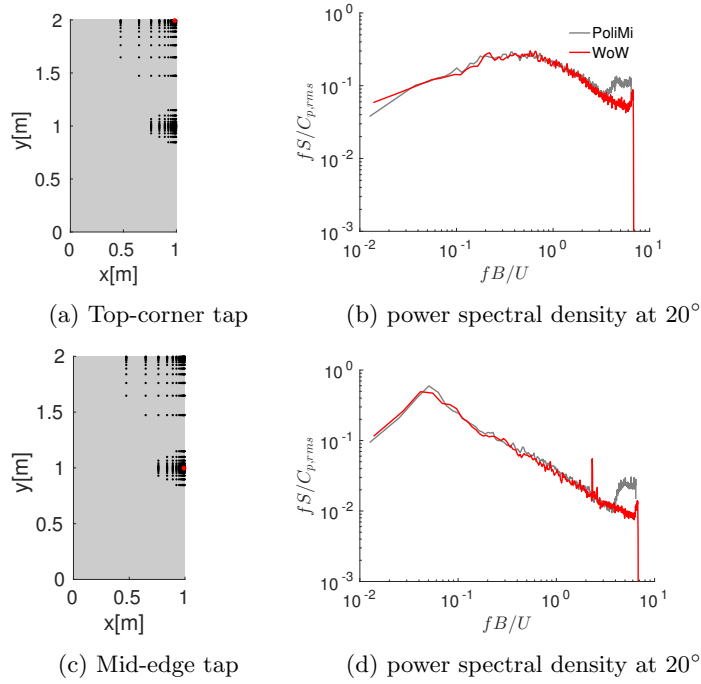 2
1.5
1
0.5
0
y[m]
0 0.5 1
x[m]
(a) Top-corner tap
10^0
10^-1
10^-2
10^-3
fS/C_{p,rms}
PoliMi
WoW
10^-2 10^-1 10^0 10^1
fB/U
(b) power spectral density at 20°
2
1.5
1
0.5
0
y[m]
0 0.5 1
x[m]
(c) Mid-edge tap
10^0
10^-1
10^-2
10^-3
fS/C_{p,rms}
10^-2 10^-1 10^0 10^1
fB/U
(d) power spectral density at 20°